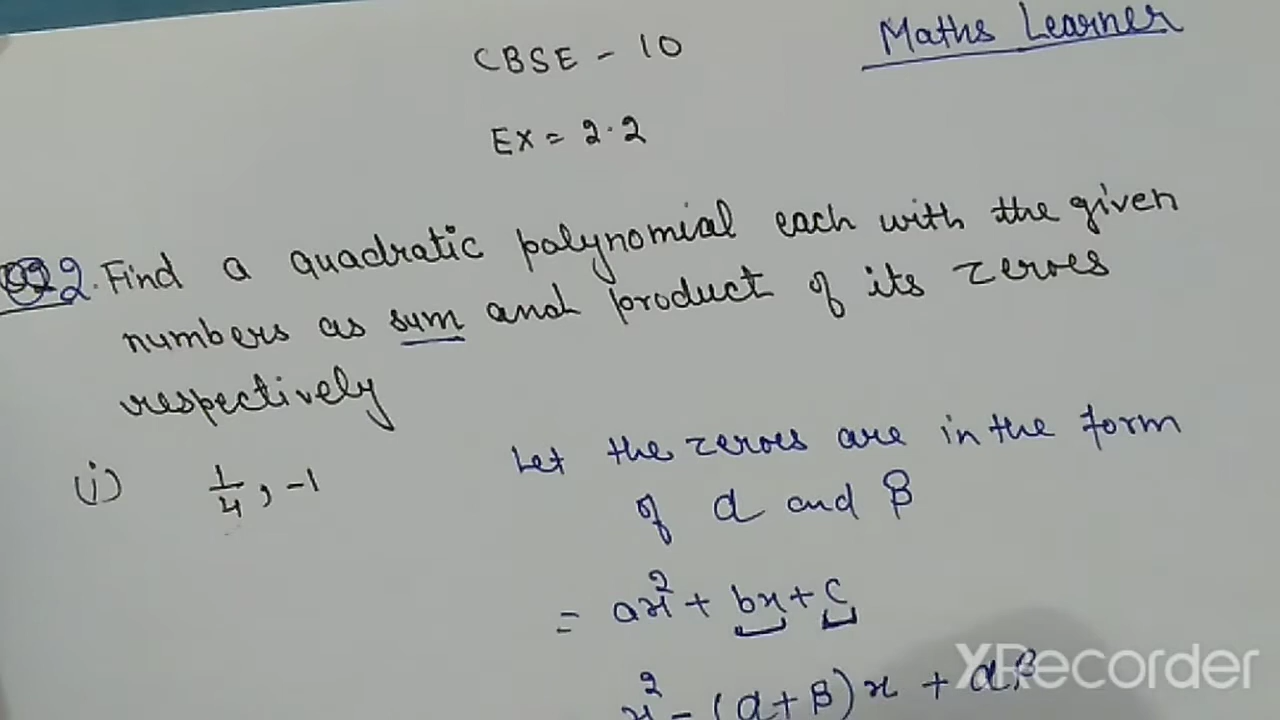 Maths Learner
CBSE - 10
EX = 2.2
2. Find a quadratic polynomial each with the given
numbers as sum and product of its zeroes
respectively
(i) 1/4, -1
Let the zeroes are in the form
of α and β
= ax² + bx + c
x² - (α + β)x + αβ
XRecorder